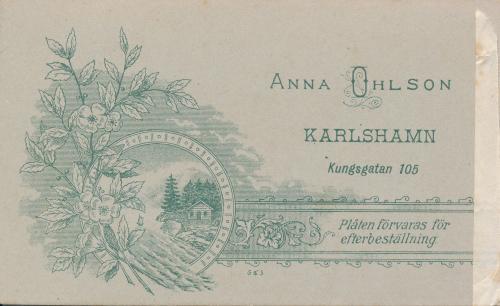 ANNA OHLSON
KARLSHAMN
Kungsgatan 105
Plåten förvaras för
efterbeställning